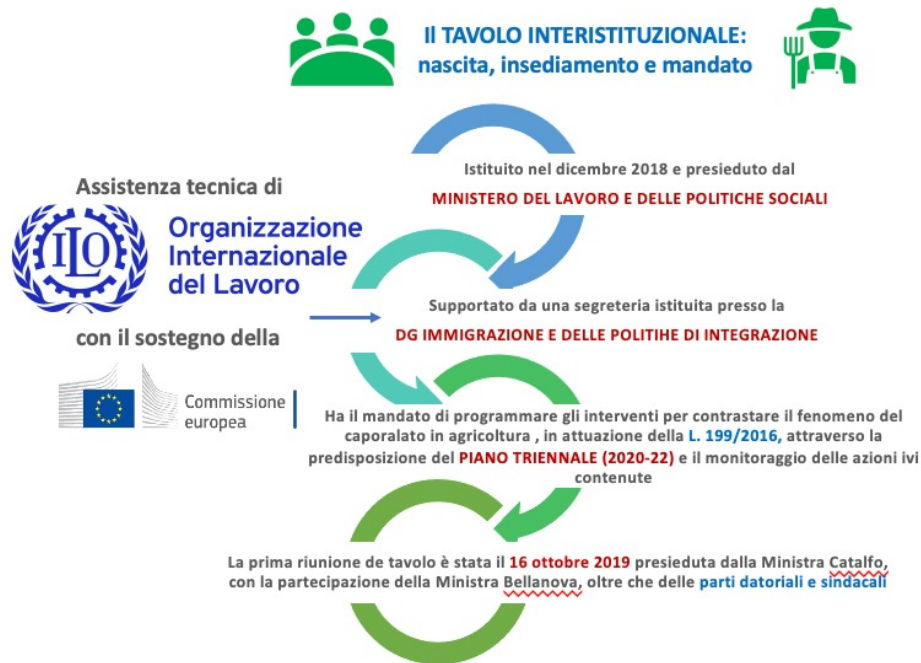 Il TAVOLO INTERISTITUZIONALE:
nascita, insediamento e mandato
Istituito nel dicembre 2018 e presieduto dal
MINISTERO DEL LAVORO E DELLE POLITICHE SOCIALI
Assistenza tecnica di
ILO
Organizzazione
Internazionale
del Lavoro
con il sostegno della
Commissione
europea
Supportato da una segreteria istituita presso la
DG IMMIGRAZIONE E DELLE POLITIHE DI INTEGRAZIONE
Ha il mandato di programmare gli interventi per contrastare il fenomeno del
caporalato in agricoltura , in attuazione della L. 199/2016, attraverso la
predisposizione del PIANO TRIENNALE (2020-22) e il monitoraggio delle azioni ivi
contenute
La prima riunione de tavolo è stata il 16 ottobre 2019 presieduta dalla Ministra Catalfo,
con la partecipazione della Ministra Bellanova, oltre che delle parti datoriali e sindacali